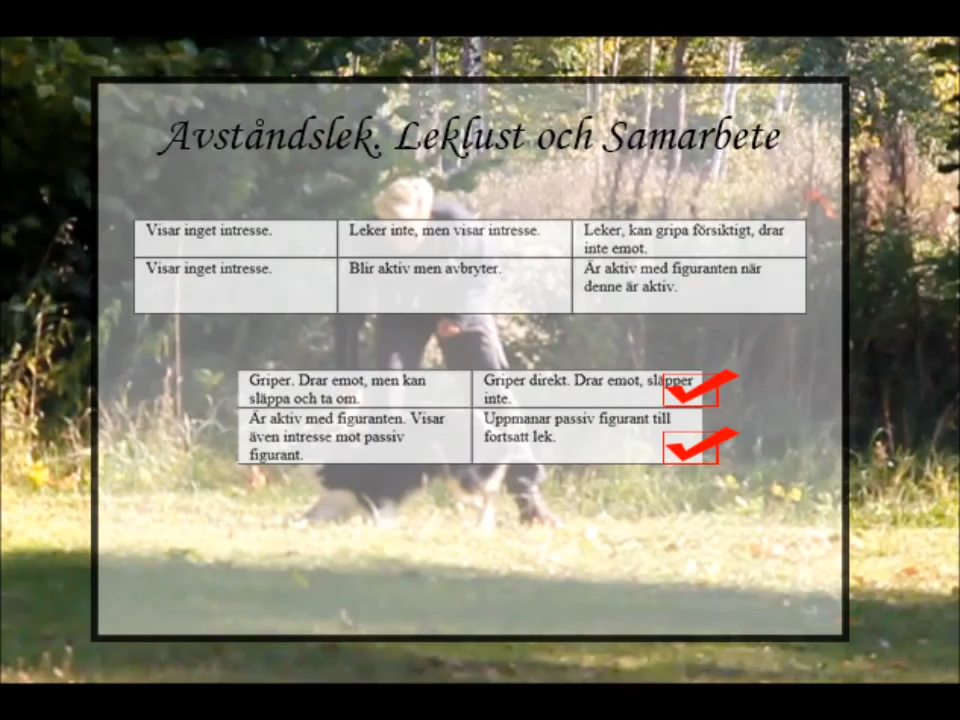 Avståndslek. Leklust och Samarbete
Visar inget intresse.
Leker inte, men visar intresse.
Leker, kan gripa försiktigt, drar
inte emot.
Visar inget intresse.
Blir aktiv men avbryter.
Är aktiv med figuranten när
denne är aktiv.
Griper. Drar emot, men kan
släppa och ta om.
Griper direkt. Drar emot, släpper
inte.
Är aktiv med figuranten. Visar
även intresse mot passiv
figurant.
Uppmanar passiv figurant till
fortsatt lek.